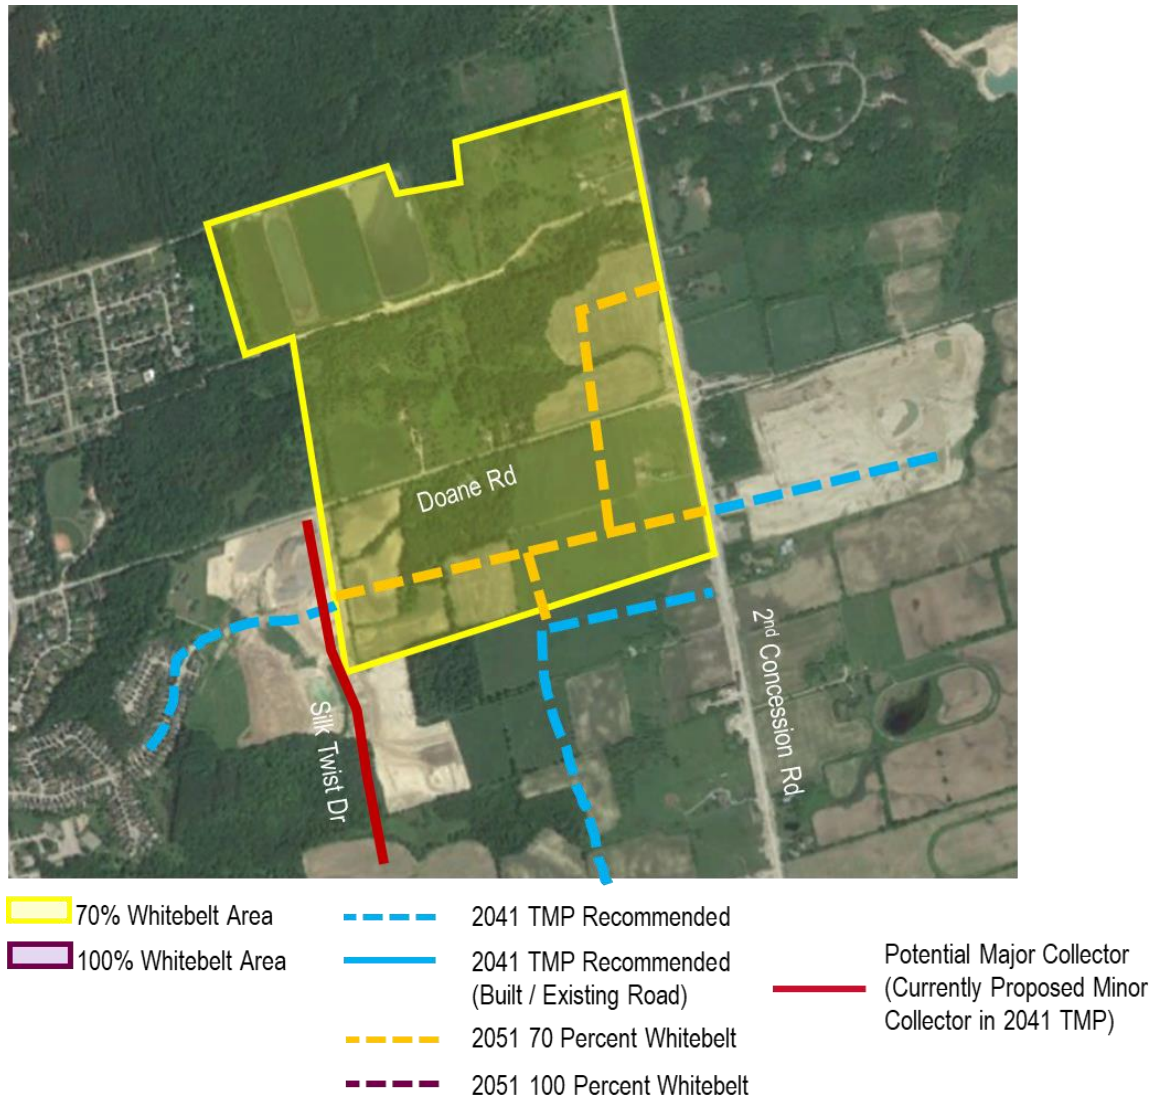 Doane Rd
2nd Concession Rd
Silk Twist Dr
70% Whitebelt Area
100% Whitebelt Area
2041 TMP Recommended
2041 TMP Recommended
(Built / Existing Road)
2051 70 Percent Whitebelt
2051 100 Percent Whitebelt
Potential Major Collector
(Currently Proposed Minor
Collector in 2041 TMP)